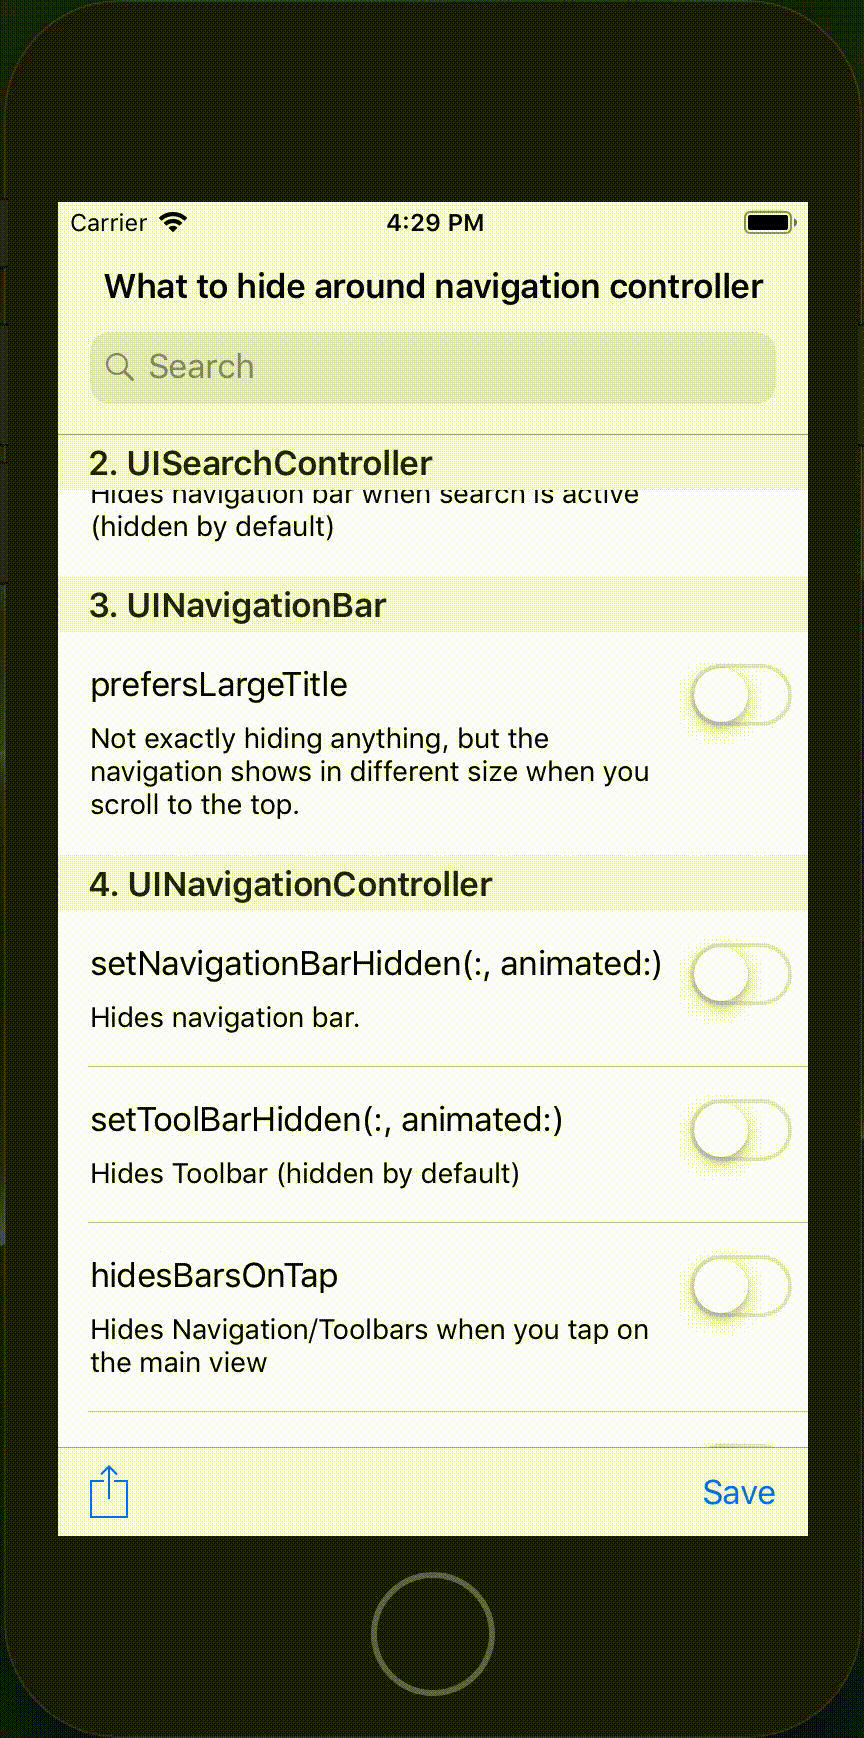 Carrier 4:29 PM
What to hide around navigation controller
Search
2. UISearchController
Hides navigation bar when search is active
(hidden by default)
3. UINavigationBar
prefersLargeTitle
Not exactly hiding anything, but the
navigation shows in different size when you
scroll to the top.
4. UINavigationController
setNavigationBarHidden(:, animated:)
Hides navigation bar.
setToolBarHidden(:, animated:)
Hides Toolbar (hidden by default)
hidesBarsOnTap
Hides Navigation/Toolbars when you tap on
the main view
Save